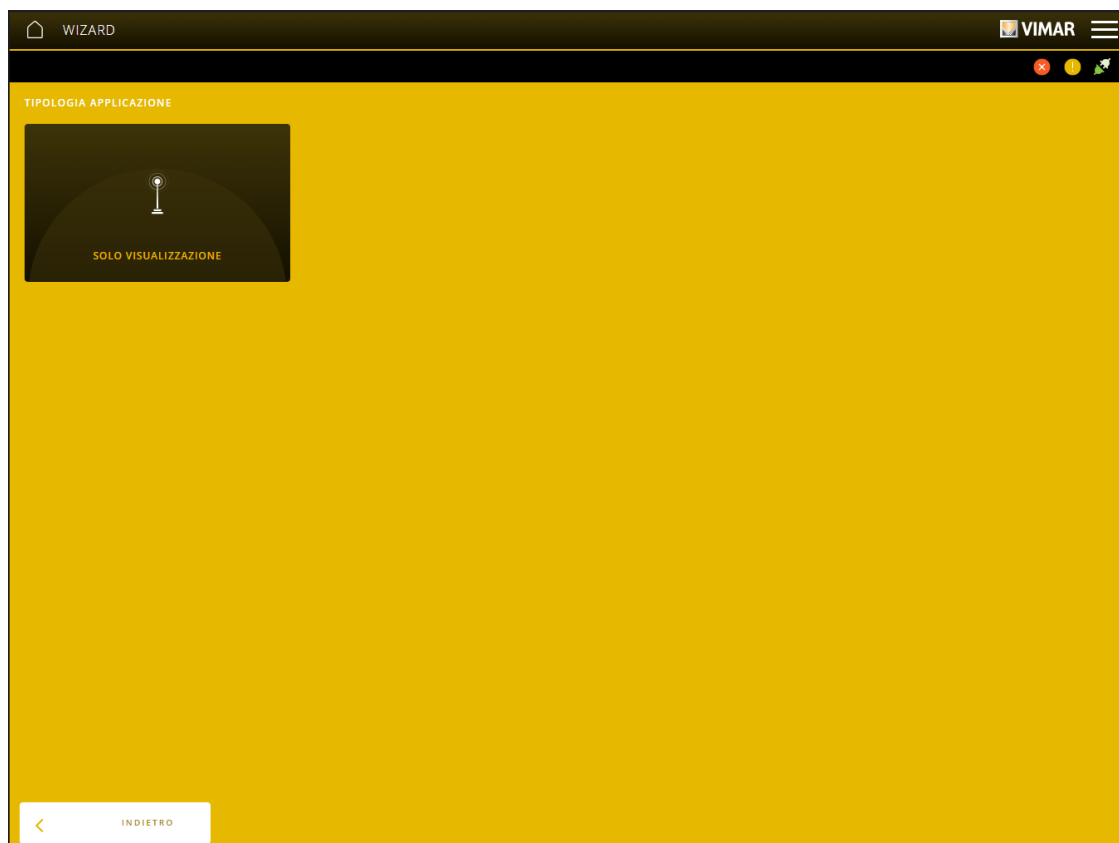 WIZARD
VIMAR
TIPOLOGIA APPLICAZIONE
SOLO VISUALIZZAZIONE
INDIETRO